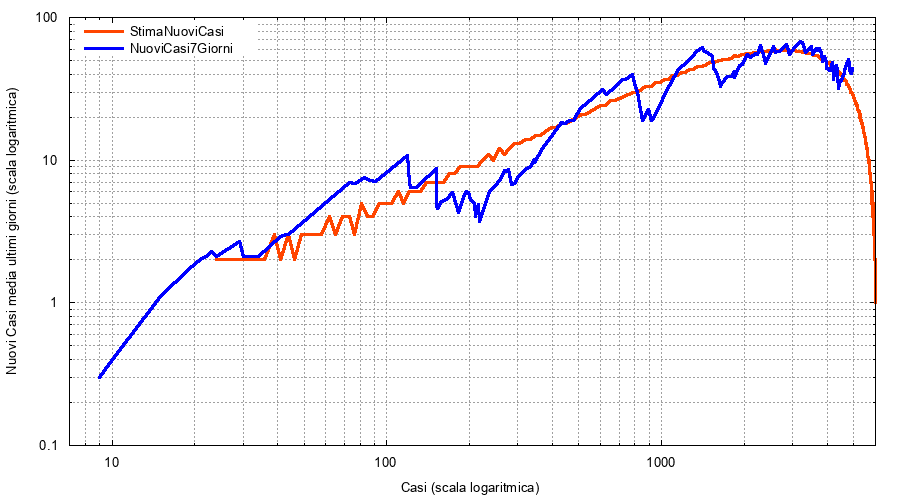 StimaNuoviCasi
NuoviCasi7Giorni
100
10
1
0.1
Nuovi Casi media ultimi giorni (scala logaritmica)
10
100
1000
Casi (scala logaritmica)